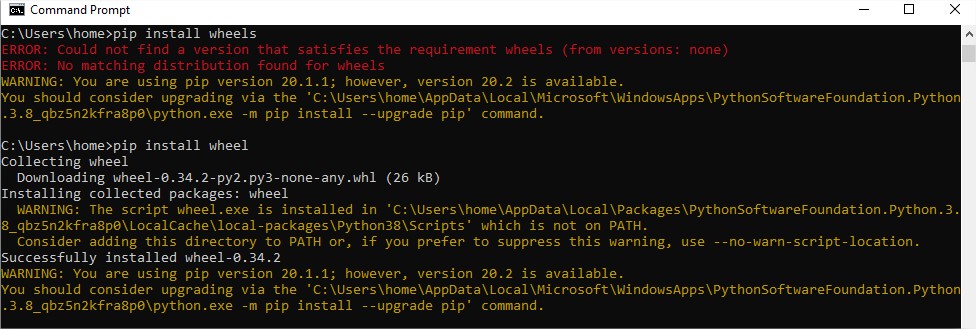 Command Prompt
C:\Users\home>pip install wheels
ERROR: Could not find a version that satisfies the requirement wheels (from versions: none)
ERROR: No matching distribution found for wheels
WARNING: You are using pip version 20.1.1; however, version 20.2 is available.
You should consider upgrading via the 'C:\Users\home\AppData\Local\Microsoft\WindowsApps\PythonSoftwareFoundation.Python
.3.8_qbz5n2kfra8p0\python.exe -m pip install --upgrade pip' command.
C:\Users\home>pip install wheel
Collecting wheel
  Downloading wheel-0.34.2-py2.py3-none-any.whl (26 kB)
Installing collected packages: wheel
  WARNING: The script wheel.exe is installed in 'C:\Users\home\AppData\Local\Packages\PythonSoftwareFoundation.Python.3.
8_qbz5n2kfra8p0\LocalCache\local-packages\Python38\Scripts' which is not on PATH.
  Consider adding this directory to PATH or, if you prefer to suppress this warning, use --no-warn-script-location.
Successfully installed wheel-0.34.2
WARNING: You are using pip version 20.1.1; however, version 20.2 is available.
You should consider upgrading via the 'C:\Users\home\AppData\Local\Microsoft\WindowsApps\PythonSoftwareFoundation.Python
.3.8_qbz5n2kfra8p0\python.exe -m pip install --upgrade pip' command.